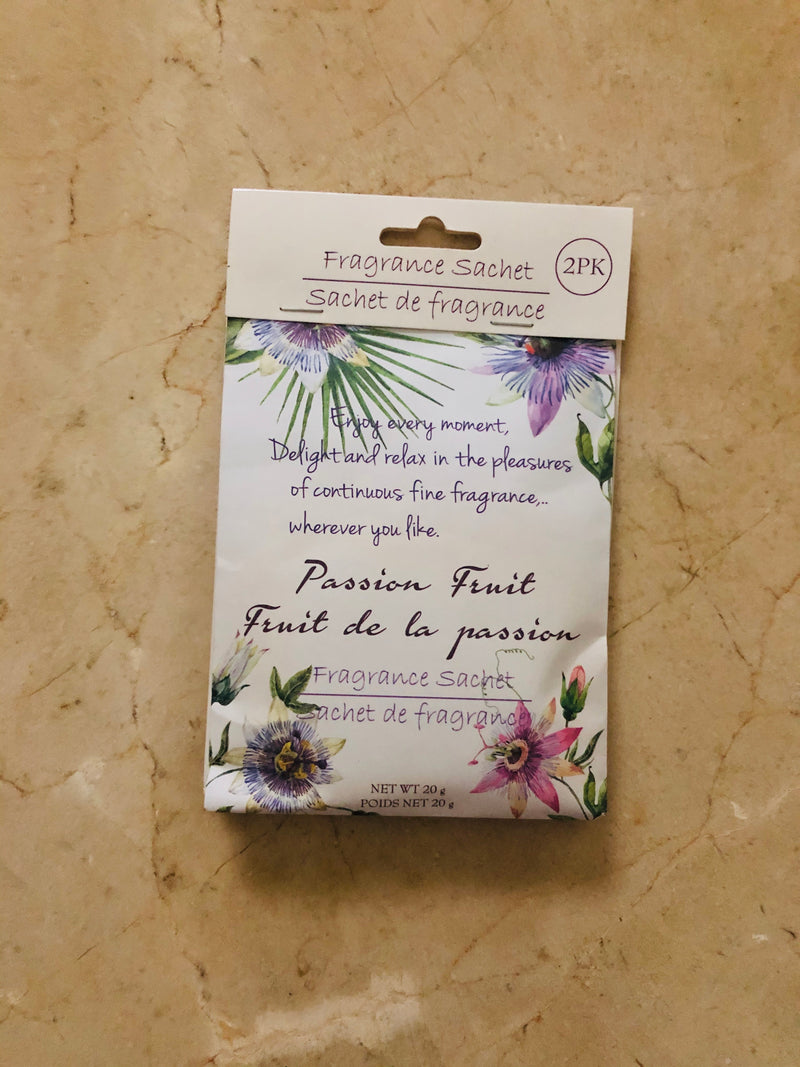 Fragrance Sachet
2PK
Sachet de fragrance
Enjoy every moment,
Delight and relax in the pleasures
of continuous fine fragrance,..
wherever you like.
Passion Fruit
Fruit de la passion
Fragrance Sachet
Sachet de fragrance
NET WT 20 g
POIDS NET 20 g